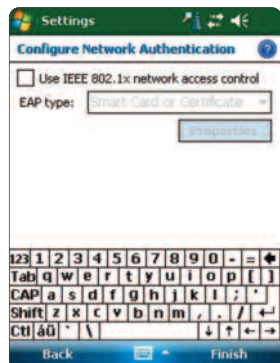 Settings
Configure Network Authentication ?
Use IEEE 802.1x network access control
EAP type: Smart Card or Certificate
Properties
123 1 2 3 4 5 6 7 8 9 0 - =
Tab q w e r t y u i o p [ ]
CAP a s d f g h j k l ; '
Shift z x c v b n m , . /
Ctl áü ` \
Back Finish